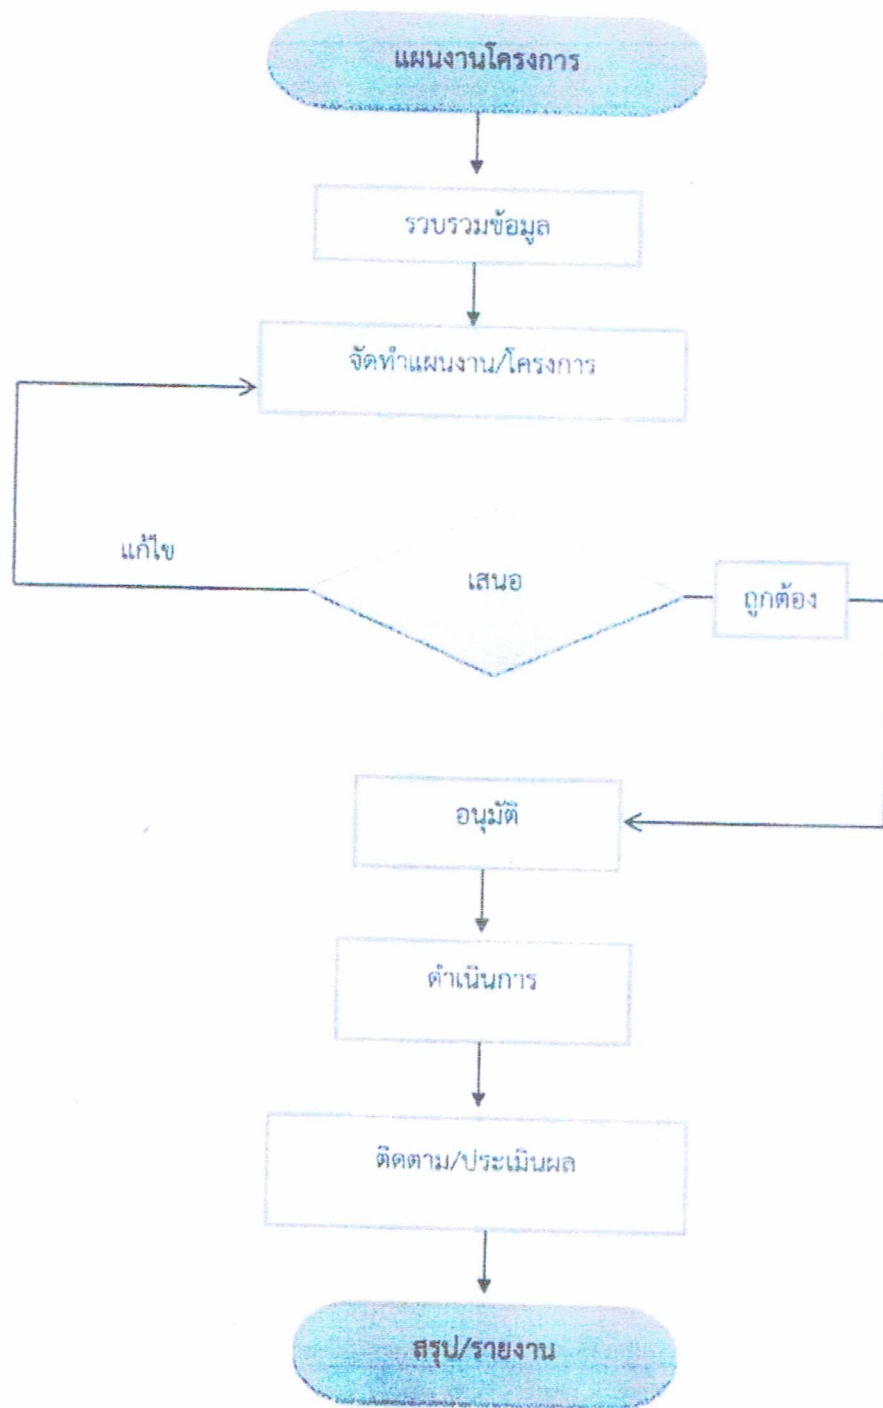 แผนงานโครงการ
รวบรวมข้อมูล
จัดทำแผนงาน/โครงการ
แก้ไข
เสนอ
ถูกต้อง
อนุมัติ
ดำเนินการ
ติดตาม/ประเมินผล
สรุป/รายงาน